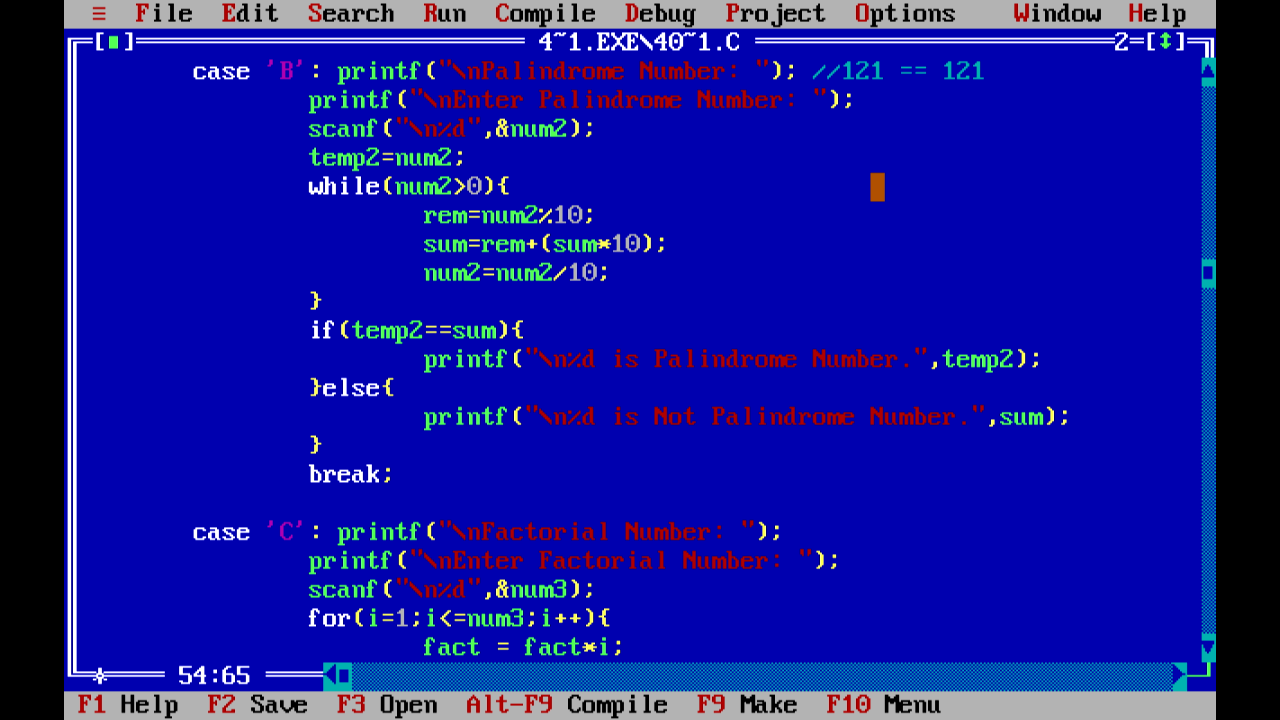 ≡ File Edit Search Run Compile Debug Project Options Window Help
[■] 4~1.EXE\40~1.C 2=[↕]
case 'B': printf("\nPalindrome Number: "); //121 == 121
printf("\nEnter Palindrome Number: ");
scanf("\n%d",&num2);
temp2=num2;
while(num2>0){
rem=num2%10;
sum=rem+(sum*10);
num2=num2/10;
}
if(temp2==sum){
printf("\n%d is Palindrome Number.",temp2);
}else{
printf("\n%d is Not Palindrome Number.",sum);
}
break;
case 'C': printf("\nFactorial Number: ");
printf("\nEnter Factorial Number: ");
scanf("\n%d",&num3);
for(i=1;i<=num3;i++){
fact = fact*i;
54:65
F1 Help F2 Save F3 Open Alt-F9 Compile F9 Make F10 Menu